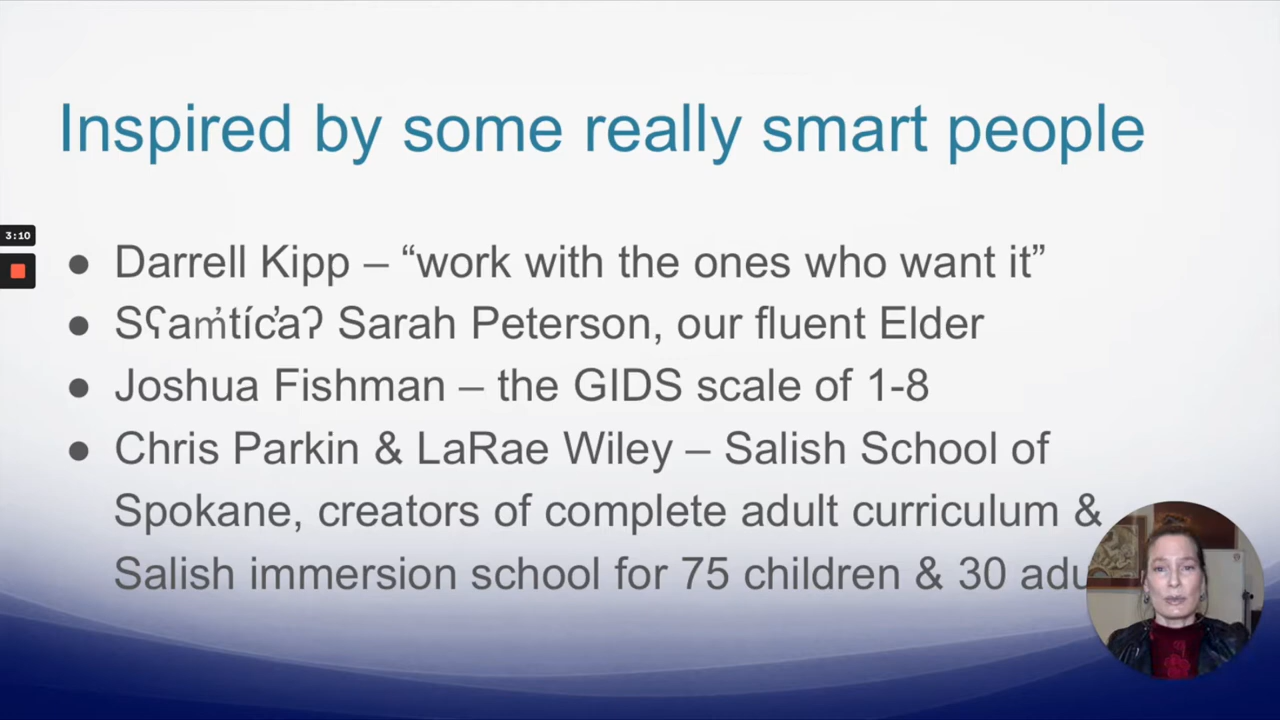 Inspired by some really smart people
3:10
● Darrell Kipp – “work with the ones who want it”
● Sʕam̓tíc̓aʔ Sarah Peterson, our fluent Elder
● Joshua Fishman – the GIDS scale of 1-8
● Chris Parkin & LaRae Wiley – Salish School of
Spokane, creators of complete adult curriculum &
Salish immersion school for 75 children & 30 adu